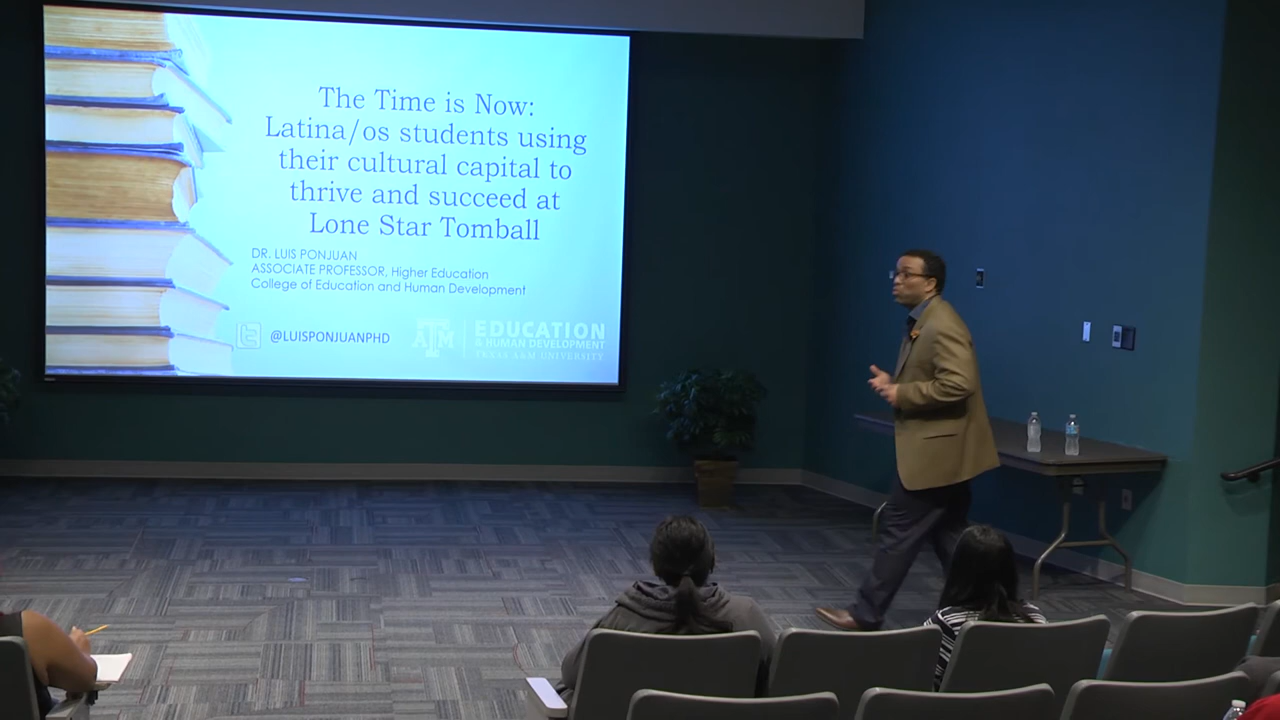 The Time is Now:
Latina/os students using
their cultural capital to
thrive and succeed at
Lone Star Tomball
DR. LUIS PONJUAN
ASSOCIATE PROFESSOR, Higher Education
College of Education and Human Development
@LUISPONJUANPHD
ATM
EDUCATION
& HUMAN DEVELOPMENT
TEXAS A&M UNIVERSITY